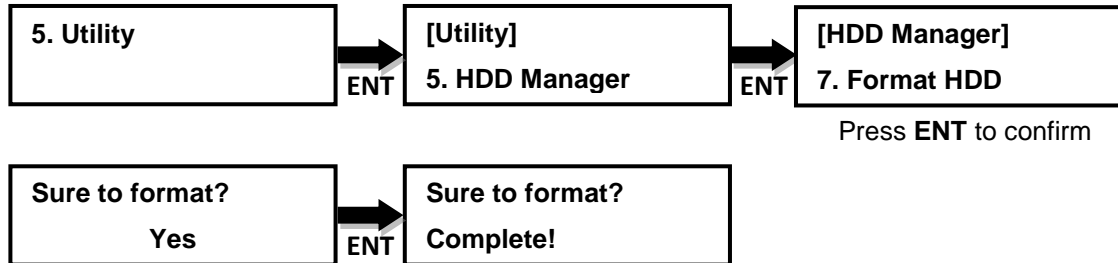 5. Utility
ENT
[Utility]
5. HDD Manager
ENT
[HDD Manager]
7. Format HDD
Press ENT to confirm
Sure to format?
Yes
ENT
Sure to format?
Complete!